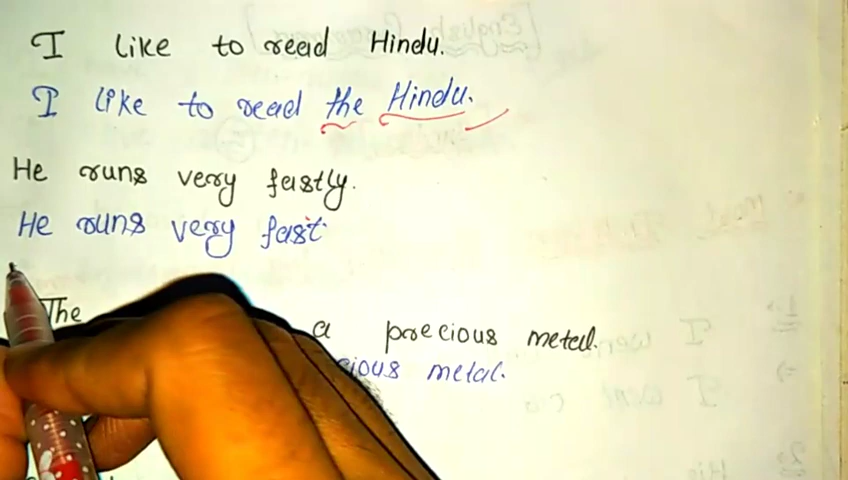 I like to read Hindu.
I like to read the Hindu.
He runs very fastly.
He runs very fast
The a precious metal.
cious metal.